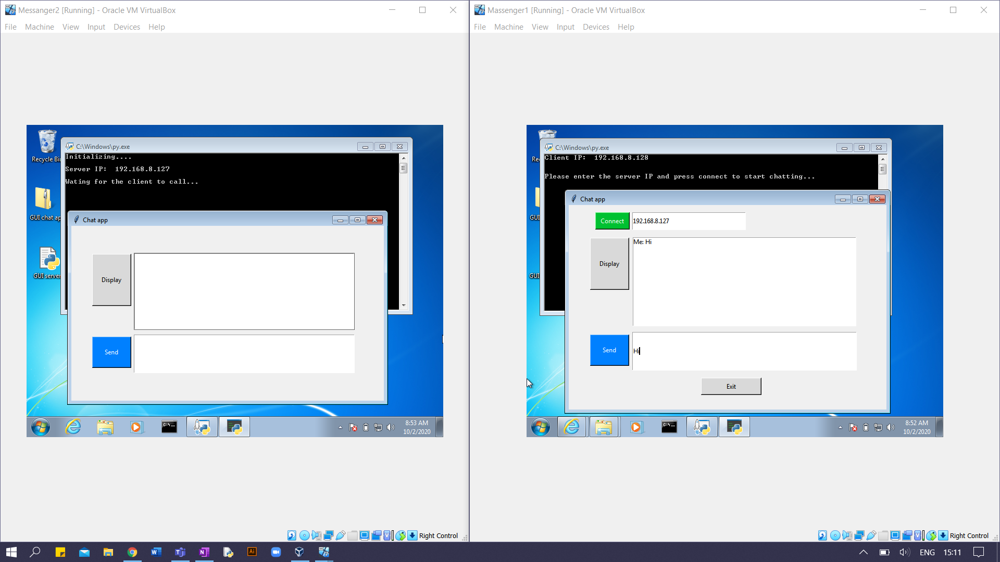 Messanger2 [Running] - Oracle VM VirtualBox
File Machine View Input Devices Help
Recycle Bin
GUI chat ap
GUI server
C:\Windows\py.exe
Initializing....
Server IP: 192.168.8.127
Wating for the client to call...
Chat app
Display
Send
8:53 AM
10/2/2020
Right Control
Massenger1 [Running] - Oracle VM VirtualBox
File Machine View Input Devices Help
Rec
GUI
GUI
C:\Windows\py.exe
Client IP: 192.168.8.128
Please enter the server IP and press connect to start chatting...
Chat app
Connect 192.168.8.127
Display
Me: Hi
Send
Hi
Exit
8:52 AM
10/2/2020
Right Control
ENG 15:11